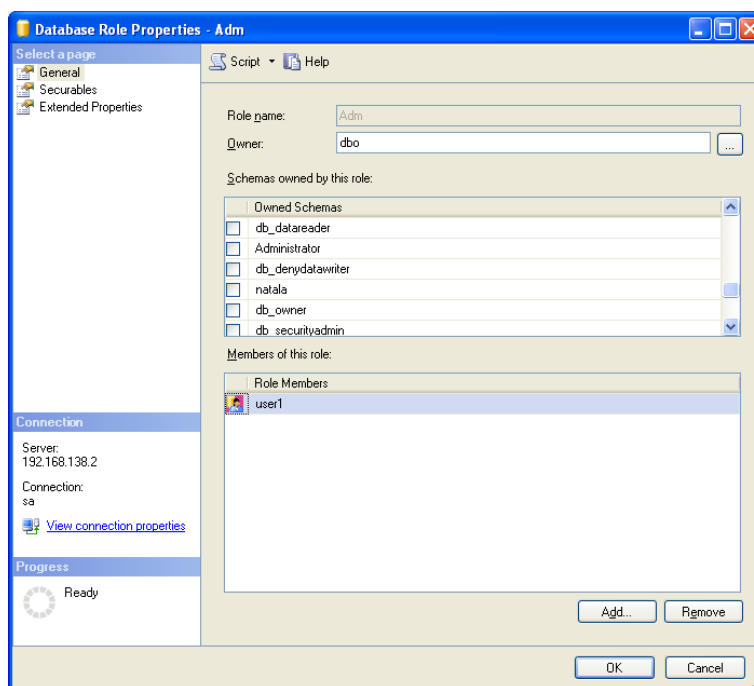 Database Role Properties - Adm
Select a page
General
Securables
Extended Properties
Script
Help
Role name:
Adm
Owner:
dbo
...
Schemas owned by this role:
Owned Schemas
db_datareader
Administrator
db_denydatawriter
natala
db_owner
db_securityadmin
Members of this role:
Role Members
user1
Connection
Server:
192.168.138.2
Connection:
sa
View connection properties
Progress
Ready
Add...
Remove
OK
Cancel